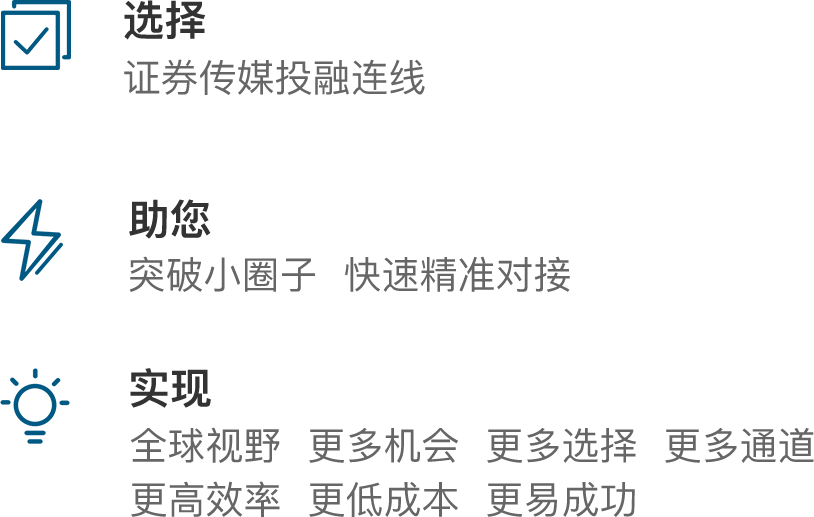 选择
证券传媒投融连线
助您
突破小圈子 快速精准对接
实现
全球视野 更多机会 更多选择 更多通道
更高效率 更低成本 更易成功